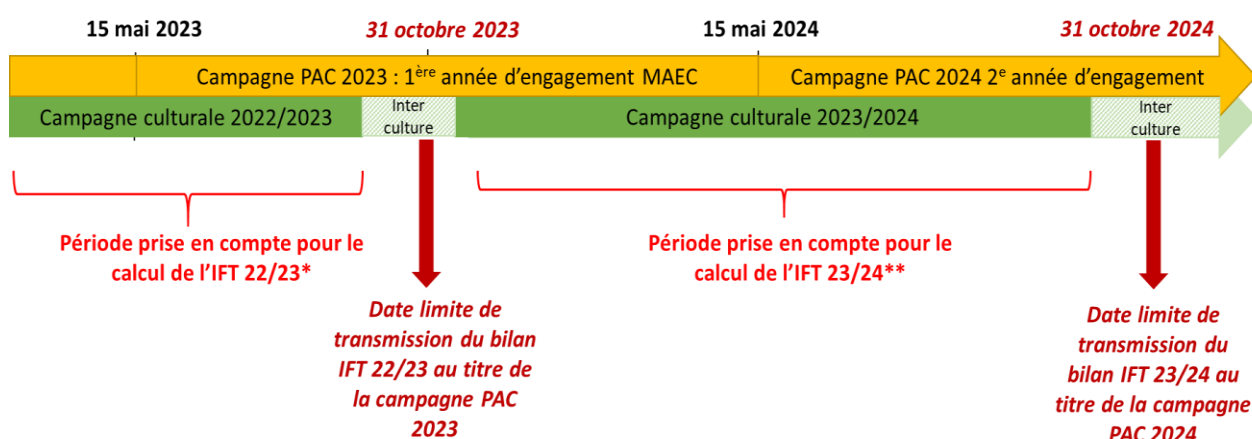 15 mai 2023
31 octobre 2023
15 mai 2024
31 octobre 2024
Campagne PAC 2023 : 1ère année d'engagement MAEC
Campagne PAC 2024 2e année d'engagement
Campagne culturale 2022/2023
Inter
culture
Campagne culturale 2023/2024
Inter
culture
Période prise en compte pour le
calcul de l'IFT 22/23*
Période prise en compte pour le
calcul de l'IFT 23/24**
Date limite de
transmission du bilan
IFT 22/23 au titre de
la campagne PAC
2023
Date limite de
transmission du
bilan IFT 23/24 au
titre de la campagne
PAC 2024